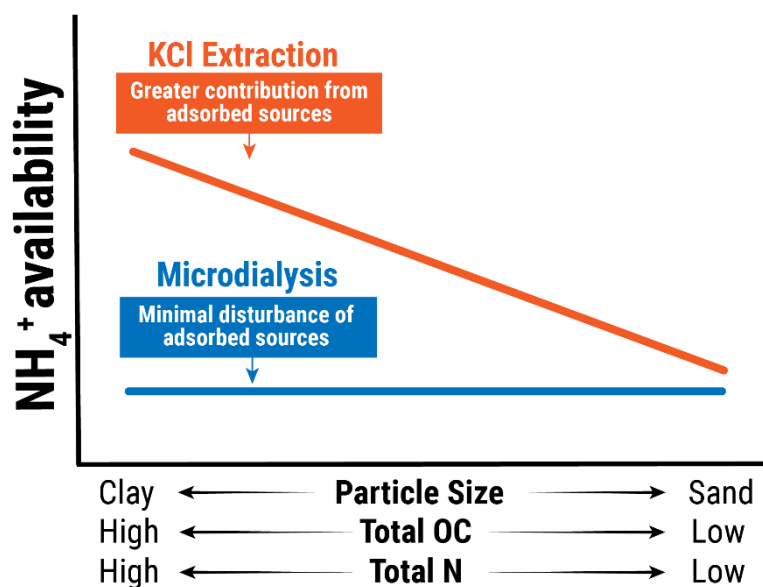 NH₄⁺ availability
KCl Extraction
Greater contribution from
adsorbed sources
Microdialysis
Minimal disturbance of
adsorbed sources
Clay Particle Size Sand
High Total OC Low
High Total N Low